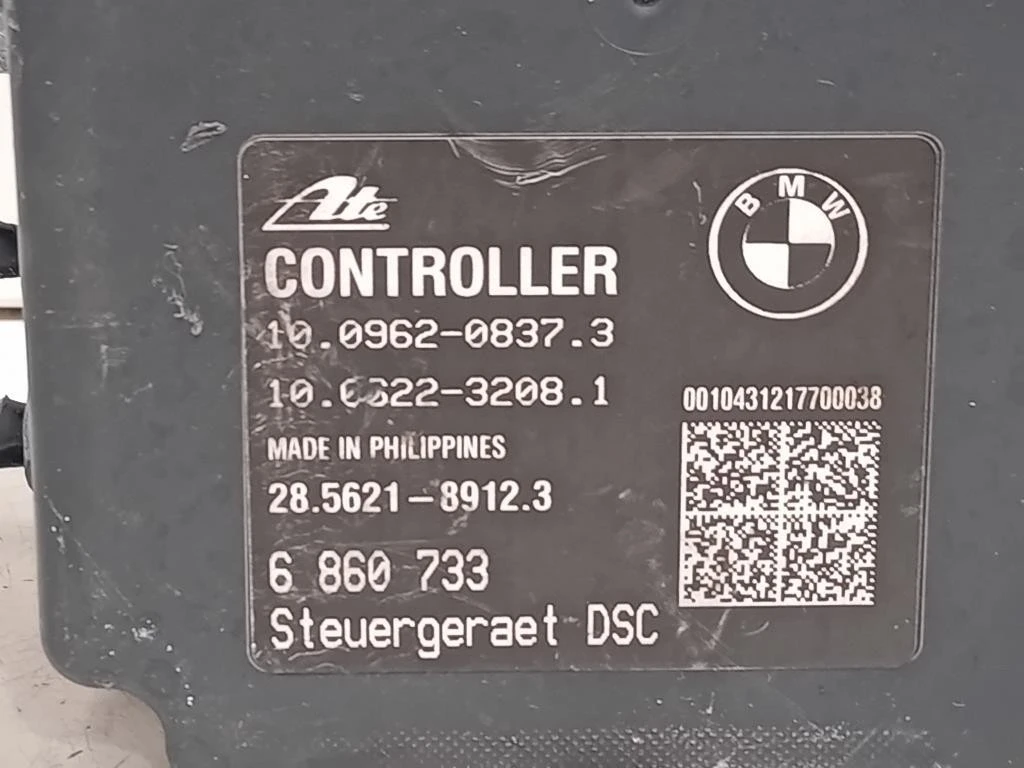 Ate
BMW
CONTROLLER
10.0962-0837.3
0010431217700038
MADE IN PHILIPPINES
28.5621-8912.3
6 860 733
Steuergeraet DSC